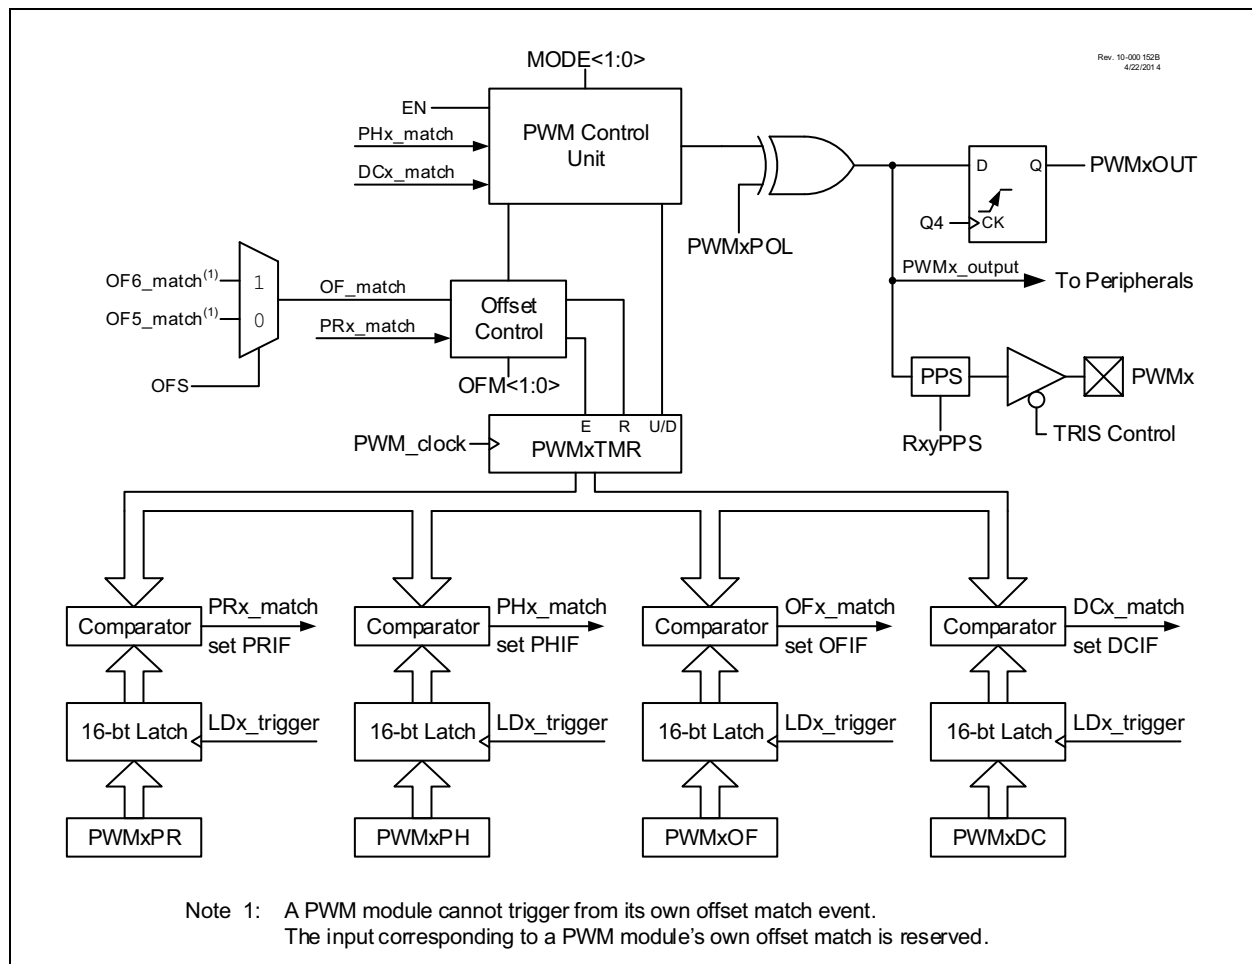 Rev. 10-000 152B
4/22/201 4
MODE<1:0>
EN
PHx_match
DCx_match
PWM Control
Unit
PWMxPOL
D Q
CK
Q4
PWMxOUT
PWMx_output
To Peripherals
OF6_match(1)
OF5_match(1)
1
0
OFS
OF_match
PRx_match
Offset
Control
OFM<1:0>
PPS
RxyPPS
PWMx
TRIS Control
PWM_clock
E R U/D
PWMxTMR
Comparator
PRx_match
set PRIF
Comparator
PHx_match
set PHIF
Comparator
OFx_match
set OFIF
Comparator
DCx_match
set DCIF
16-bt Latch
LDx_trigger
16-bt Latch
LDx_trigger
16-bt Latch
LDx_trigger
16-bt Latch
LDx_trigger
PWMxPR
PWMxPH
PWMxOF
PWMxDC
Note 1: A PWM module cannot trigger from its own offset match event.
The input corresponding to a PWM module's own offset match is reserved.